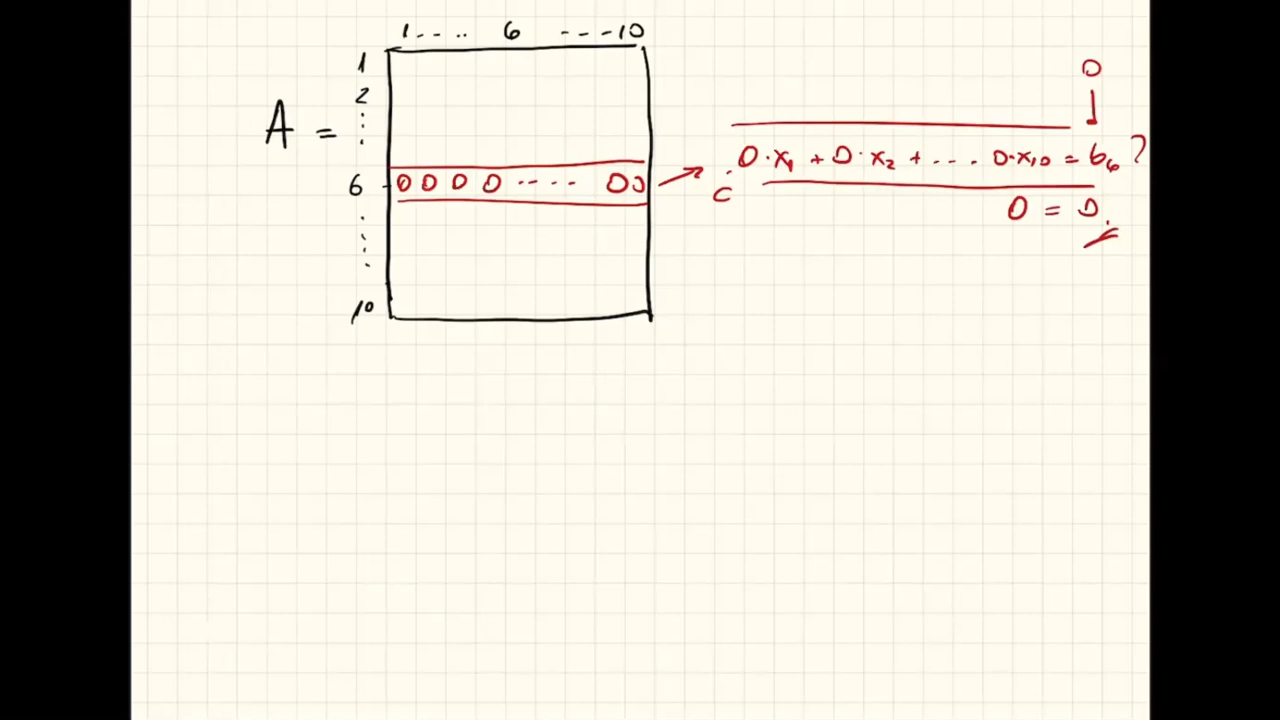 1 - - . . 6 - - - 10
1
2
A =
6 0 0 0 0 - - - - 0 0
10
0
¿ 0·x₁ + 0·x₂ + - - . 0·x₁₀ = b₆ ?
0 = 0.